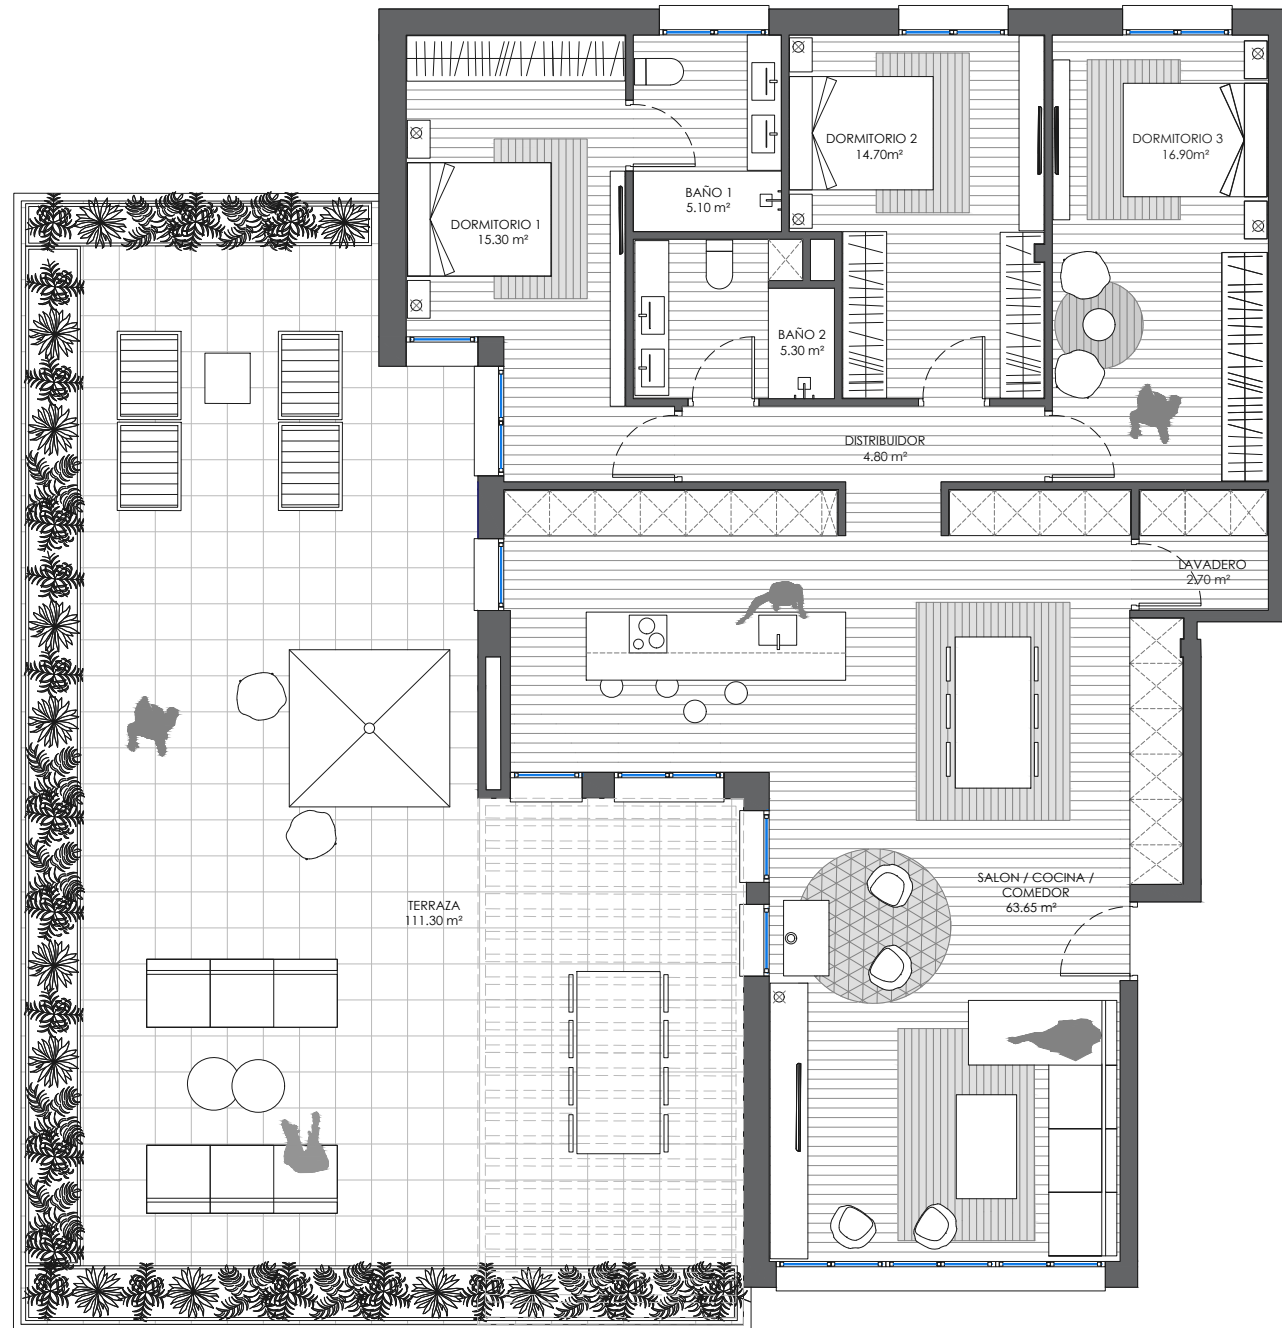 DORMITORIO 2
14.70m²
DORMITORIO 3
16.90m²
BAÑO 1
5.10 m²
DORMITORIO 1
15.30 m²
BAÑO 2
5.30 m²
DISTRIBUIDOR
4.80 m²
LAVADERO
2.70 m²
SALON / COCINA /
COMEDOR
63.65 m²
TERRAZA
111.30 m²